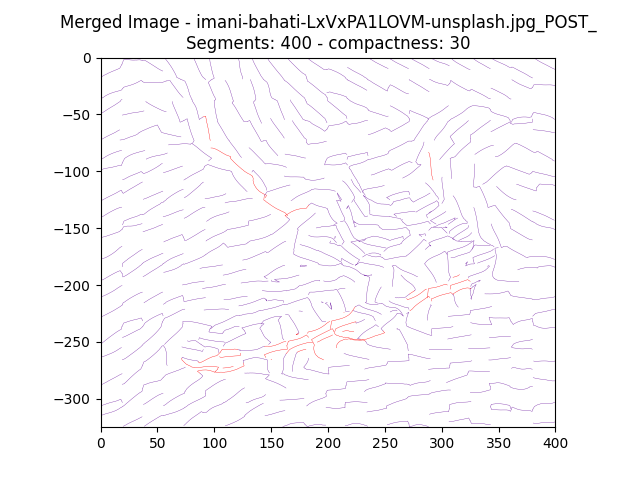 Merged Image - imani-bahati-LxVxPA1LOVM-unsplash.jpg_POST_
Segments: 400 - compactness: 30
0
−50
−100
−150
−200
−250
−300
0 50 100 150 200 250 300 350 400